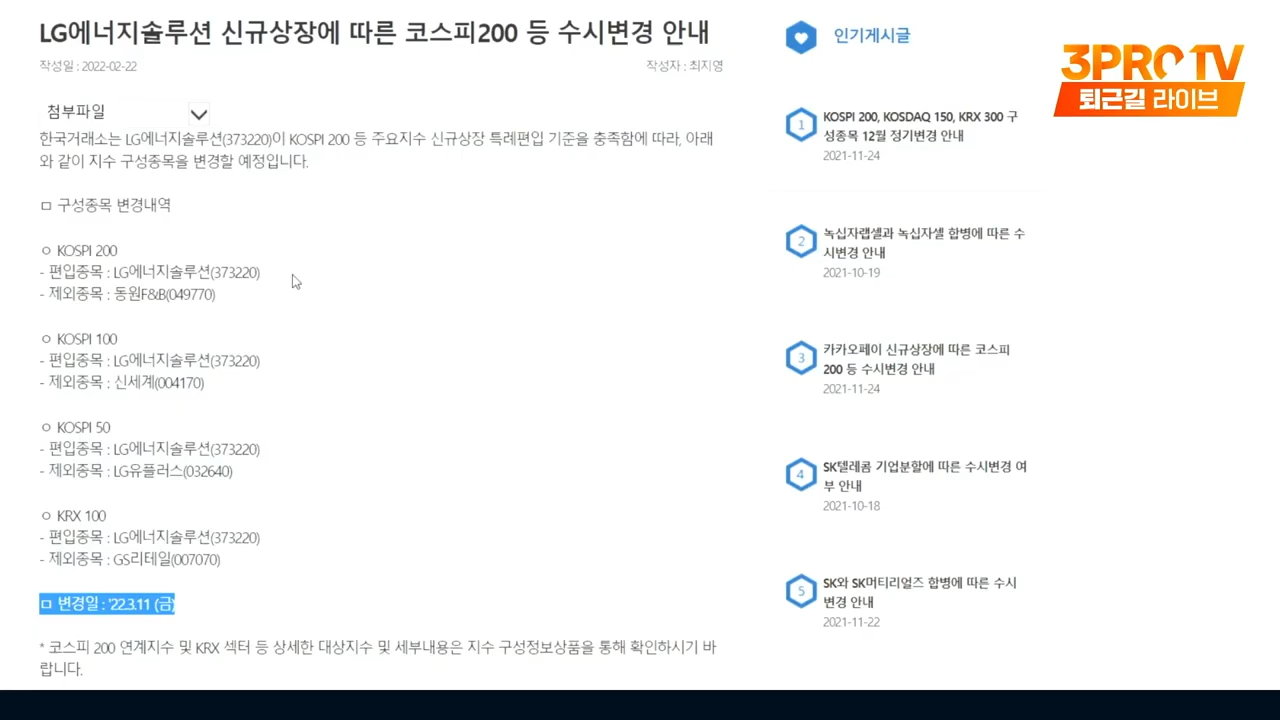 LG에너지솔루션 신규상장에 따른 코스피200 등 수시변경 안내
작성일 : 2022-02-22
작성자 : 최지영
첨부파일
한국거래소는 LG에너지솔루션(373220)이 KOSPI 200 등 주요지수 신규상장 특례편입 기준을 충족함에 따라, 아래
와 같이 지수 구성종목을 변경할 예정입니다.
ㅁ 구성종목 변경내역
ㅇ KOSPI 200
- 편입종목 : LG에너지솔루션(373220)
- 제외종목 : 동원F&B(049770)
ㅇ KOSPI 100
- 편입종목 : LG에너지솔루션(373220)
- 제외종목 : 신세계(004170)
ㅇ KOSPI 50
- 편입종목 : LG에너지솔루션(373220)
- 제외종목 : LG유플러스(032640)
ㅇ KRX 100
- 편입종목 : LG에너지솔루션(373220)
- 제외종목 : GS리테일(007070)
ㅁ 변경일 : '22.3.11 (금)
* 코스피 200 연계지수 및 KRX 섹터 등 상세한 대상지수 및 세부내용은 지수 구성정보상품을 통해 확인하시기 바
랍니다.
인기게시글
1
KOSPI 200, KOSDAQ 150, KRX 300 구
성종목 12월 정기변경 안내
2021-11-24
2
녹십자랩셀과 녹십자셀 합병에 따른 수
시변경 안내
2021-10-19
3
카카오페이 신규상장에 따른 코스피
200 등 수시변경 안내
2021-11-24
4
SK텔레콤 기업분할에 따른 수시변경 여
부 안내
2021-10-18
5
SK와 SK머티리얼즈 합병에 따른 수시
변경 안내
2021-11-22
3PRO TV
퇴근길 라이브